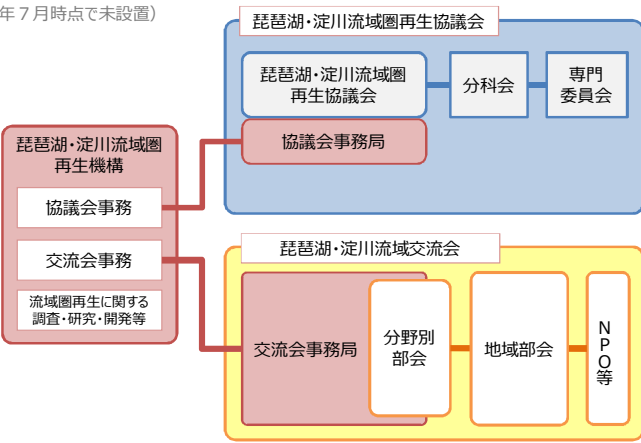 年7月時点で未設置)
琵琶湖・淀川流域圏再生協議会
琵琶湖・淀川流域圏
再生協議会
分科会
専門
委員会
協議会事務局
琵琶湖・淀川流域圏
再生機構
協議会事務
交流会事務
流域圏再生に関する
調査・研究・開発等
琵琶湖・淀川流域交流会
交流会事務局
分野別
部会
地域部会
NPO等